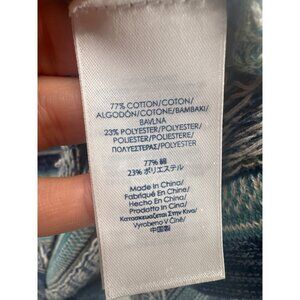 77% COTTON/COTON/
ALGODÓN/COTONE/BAMBAKI/
BAVLNA
23% POLYESTER/POLYESTER/
POLIESTER/POLIESTERE/
ΠΟΛΥΕΣΤΕΡΑΣ/POLYESTER
77% 綿
23% ポリエステル
Made in China/
Fabriqué En Chine/
Hecho En China/
Prodotto in Cina/
Κατασκευάζεται Στην Κίνα/
Vyrobeno V Číně/
中国製